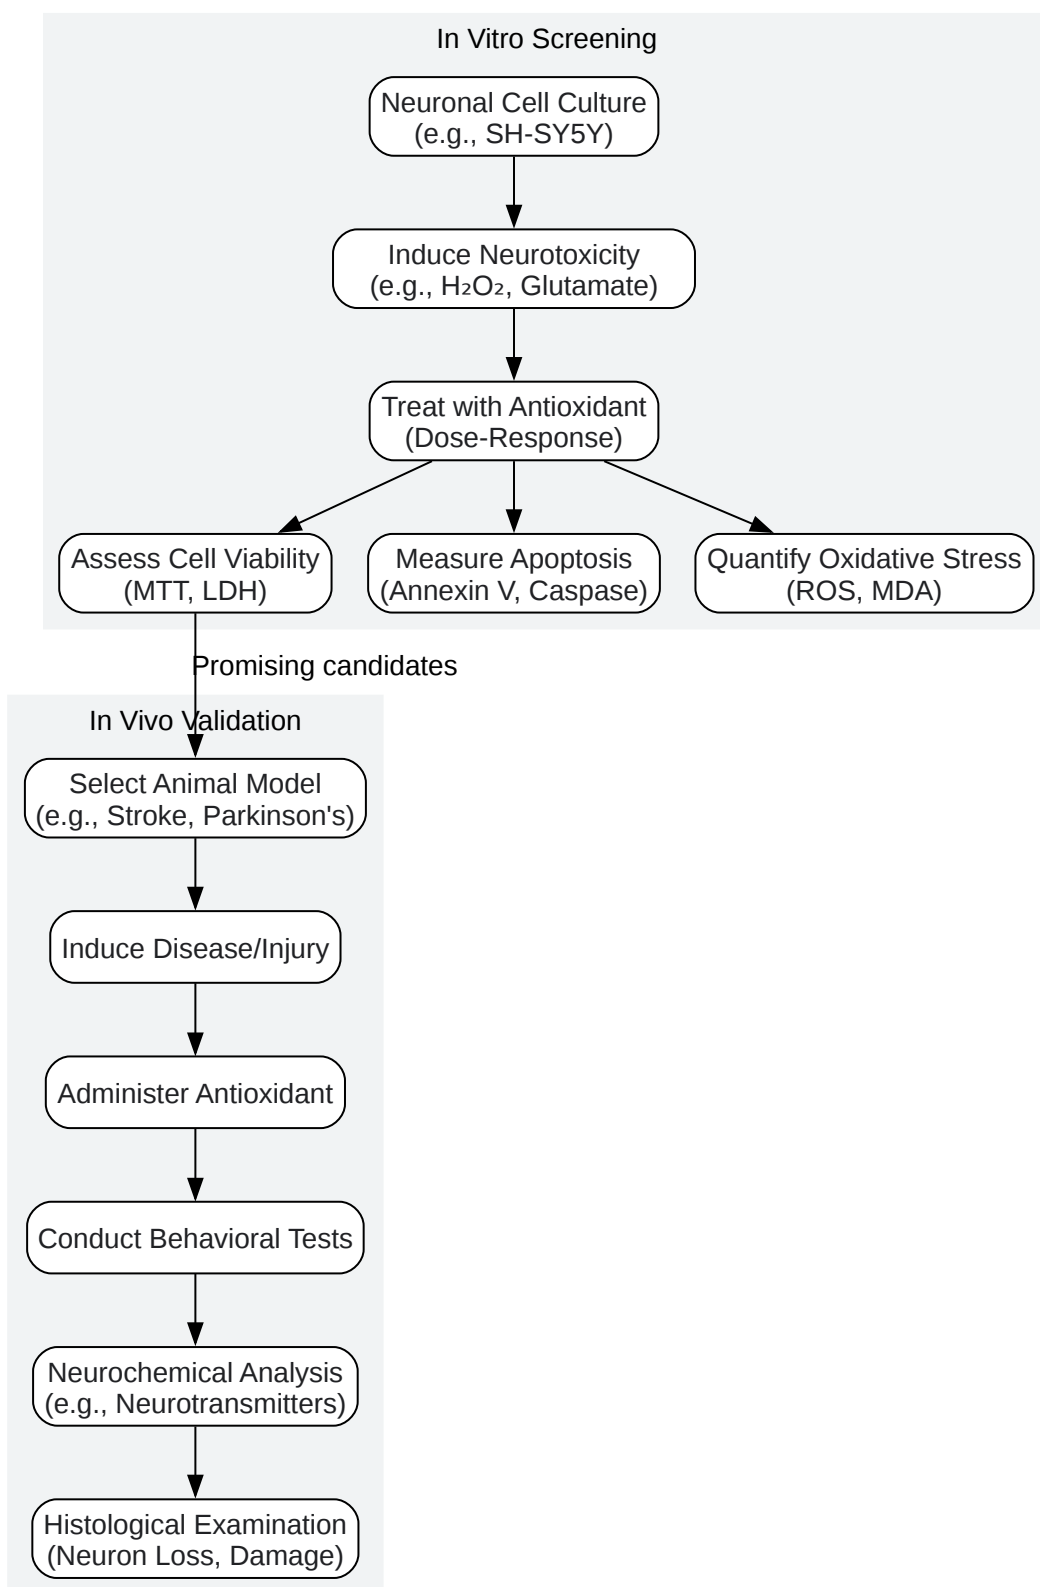 In Vitro Screening
Neuronal Cell Culture
(e.g., SH-SY5Y)
Induce Neurotoxicity
(e.g., H₂O₂, Glutamate)
Treat with Antioxidant
(Dose-Response)
Assess Cell Viability
(MTT, LDH)
Measure Apoptosis
(Annexin V, Caspase)
Quantify Oxidative Stress
(ROS, MDA)
Promising candidates
In Vivo Validation
Select Animal Model
(e.g., Stroke, Parkinson's)
Induce Disease/Injury
Administer Antioxidant
Conduct Behavioral Tests
Neurochemical Analysis
(e.g., Neurotransmitters)
Histological Examination
(Neuron Loss, Damage)